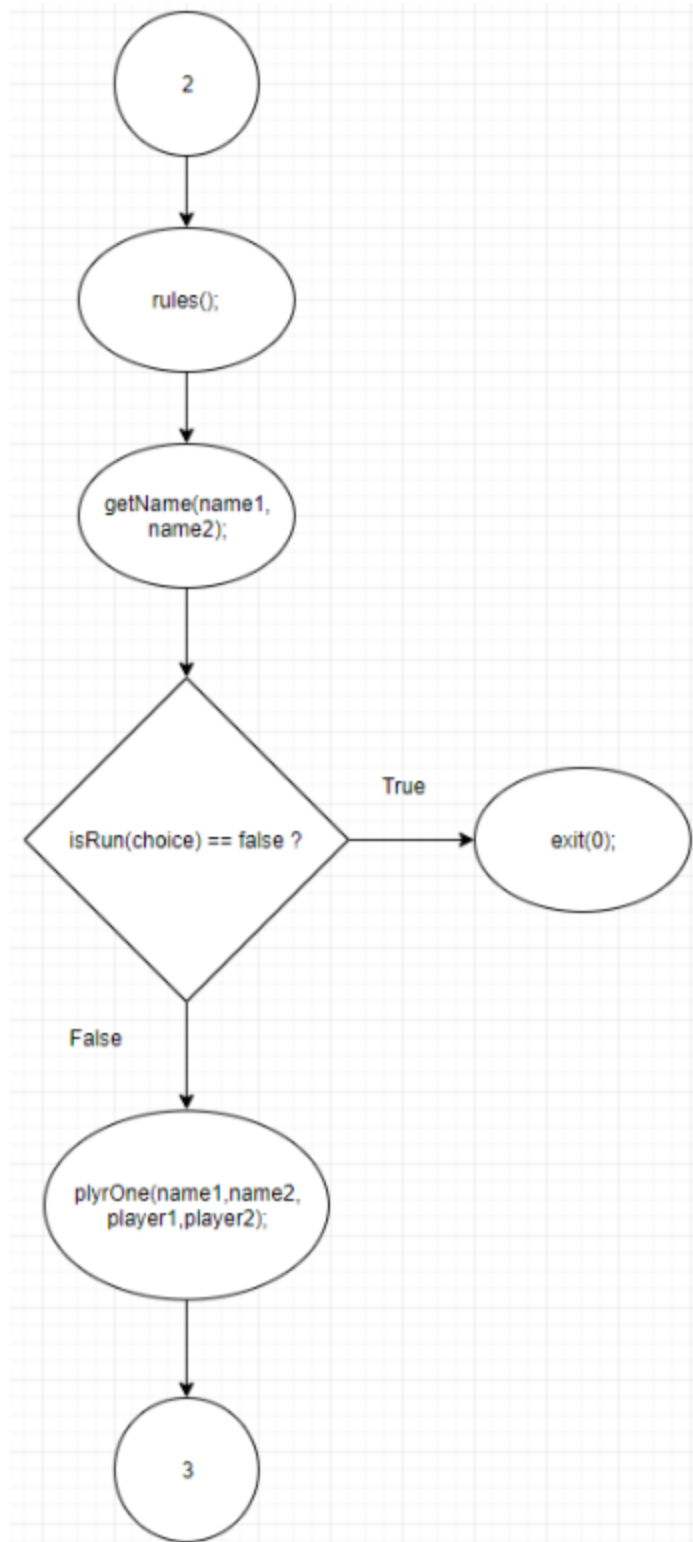 2
rules();
getName(name1,
name2);
True
isRun(choice) == false ?
exit(0);
False
plyrOne(name1,name2,
player1,player2);
3